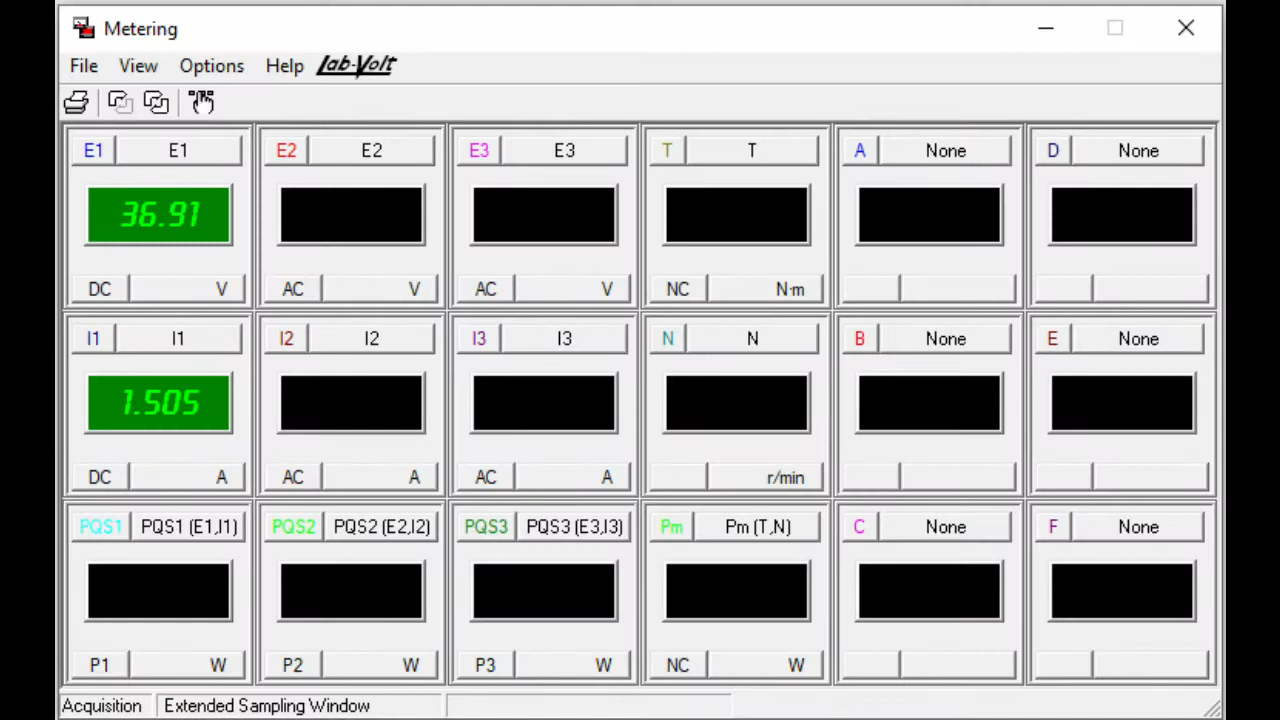 Metering
File View Options Help Lab-Volt
E1 E1 E2 E2 E3 E3 T T A None D None
36.91
DC V AC V AC V NC N·m
I1 I1 I2 I2 I3 I3 N N B None E None
1.505
DC A AC A AC A r/min
PQS1 PQS1 (E1,I1) PQS2 PQS2 (E2,I2) PQS3 PQS3 (E3,I3) Pm Pm (T,N) C None F None
P1 W P2 W P3 W NC W
Acquisition Extended Sampling Window